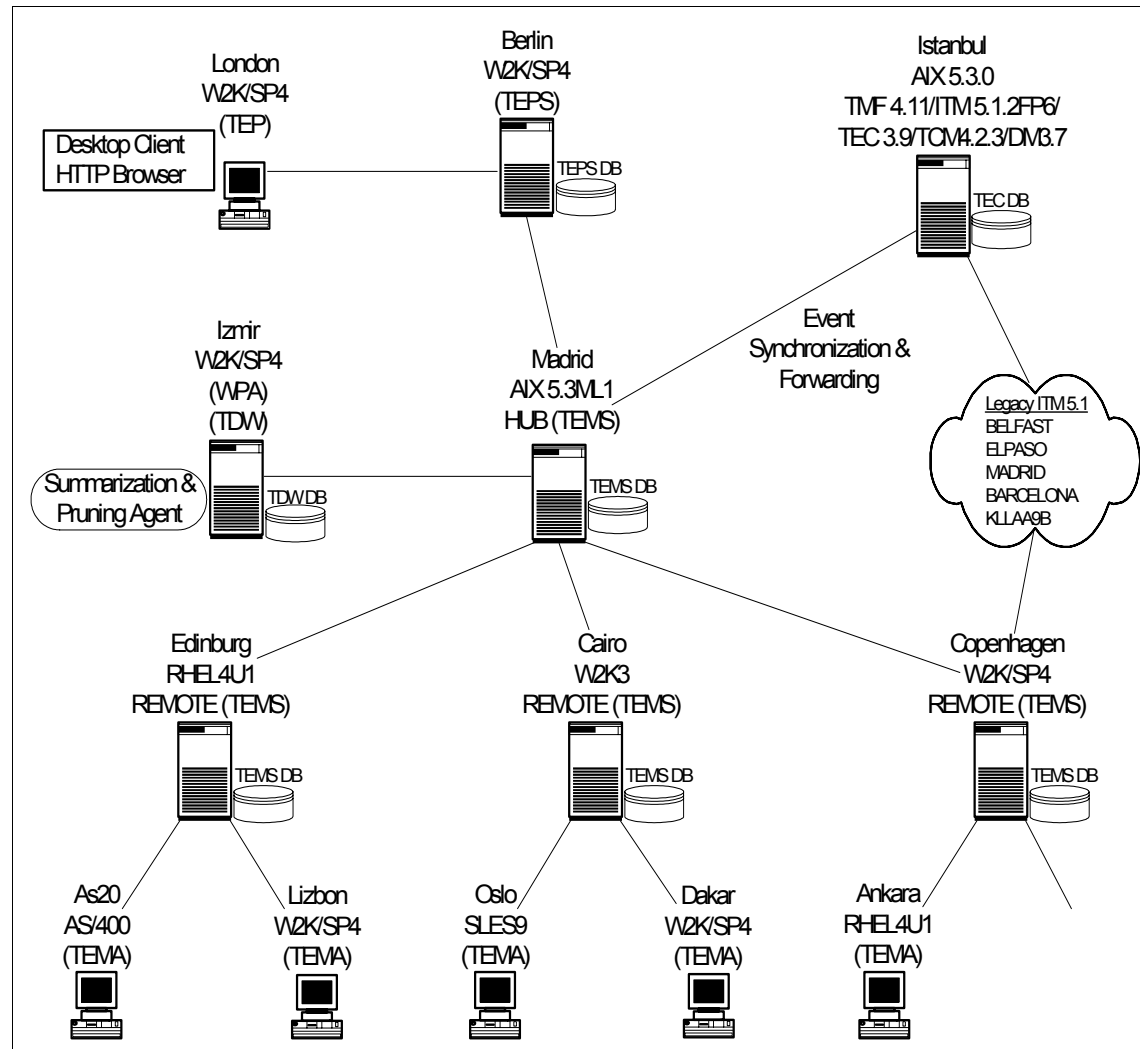 London
W2K/SP4
(TEP)
Desktop Client
HTTP Browser
Berlin
W2K/SP4
(TEPS)
TEPS DB
Istanbul
AIX 5.3.0
TMF 4.11/ITM 5.1.2FP6/
TEC 3.9/TCM4.2.3/DM3.7
TEC DB
Event
Synchronization &
Forwarding
Izmir
W2K/SP4
(WPA)
(TDW)
Summarization &
Pruning Agent
TDW DB
Madrid
AIX 5.3ML1
HUB (TEMS)
TEMS DB
Legacy ITM 5.1
BELFAST
ELPASO
MADRID
BARCELONA
KLLAA9B
Edinburg
RHEL4U1
REMOTE (TEMS)
TEMS DB
Cairo
W2K3
REMOTE (TEMS)
TEMS DB
Copenhagen
W2K/SP4
REMOTE (TEMS)
TEMS DB
As20
AS/400
(TEMA)
Lizbon
W2K/SP4
(TEMA)
Oslo
SLES9
(TEMA)
Dakar
W2K/SP4
(TEMA)
Ankara
RHEL4U1
(TEMA)